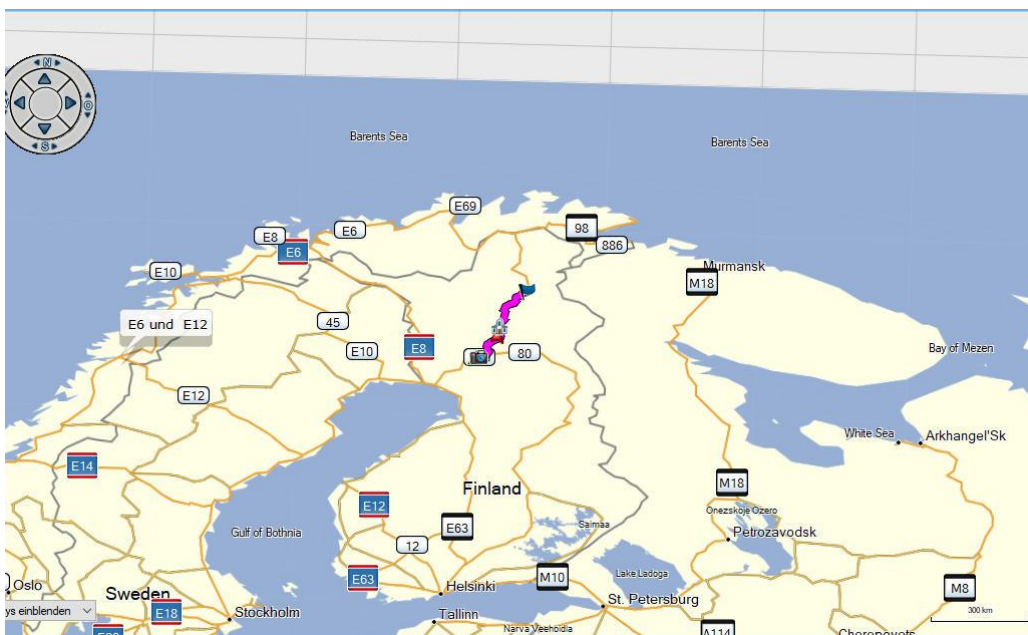 N
Barents Sea
Barents Sea
O
S
E69
E6
98
E8
886
E6
Murmansk
E10
M18
45
E6 und E12
E8
E10
80
Bay of Mezen
E12
White Sea
Arkhangel'Sk
E14
Finland
M18
E12
Onezskoje Ozero
Gulf of Bothnia
E63
Saimaa
Petrozavodsk
12
Lake Ladoga
E63
M10
Oslo
Helsinki
M8
Sweden
St. Petersburg
ys einblenden
E18
Stockholm
Tallinn
300 km
Narva Veehoidia
A114